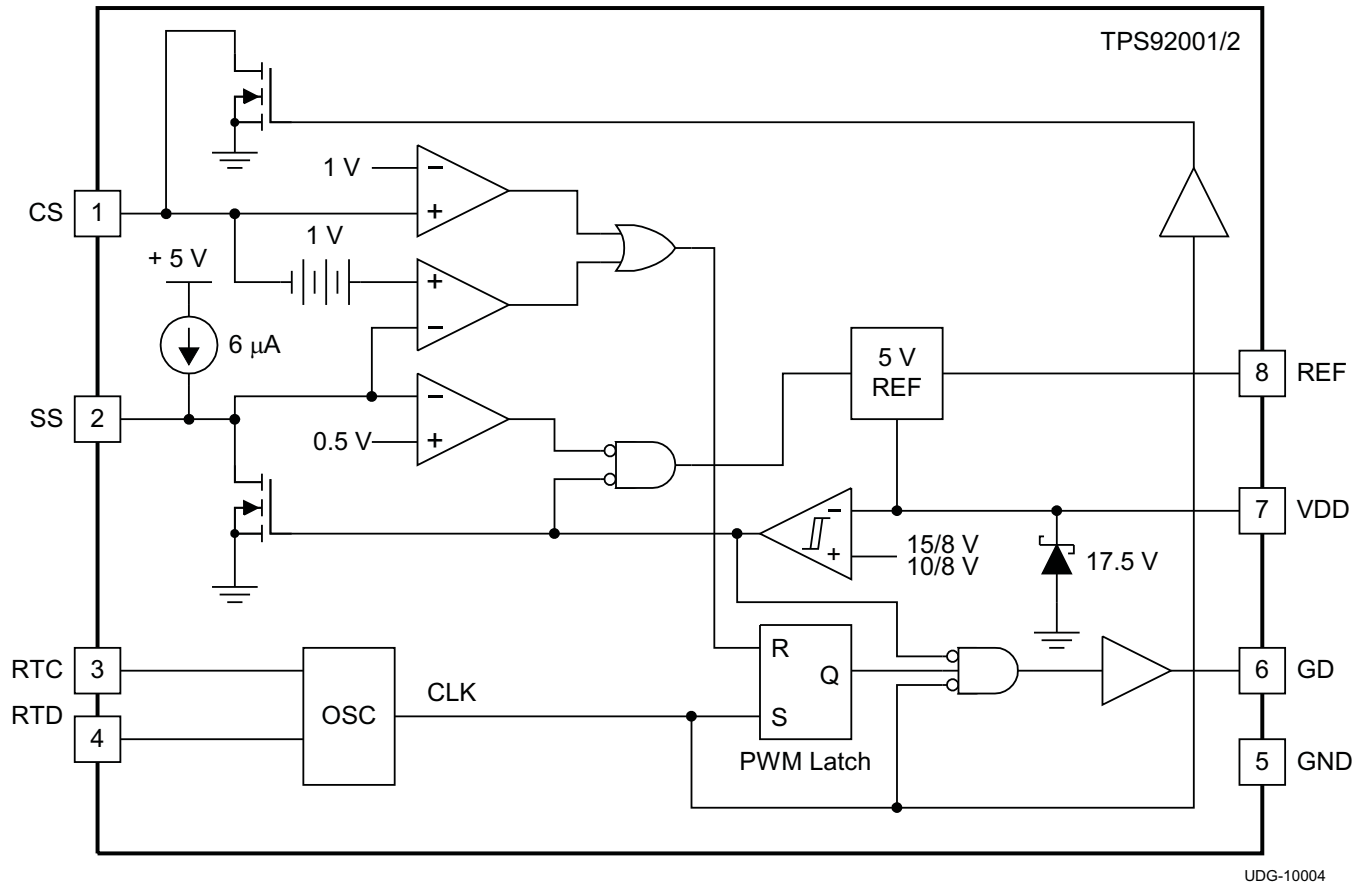 TPS92001/2
1 V
−
+
CS 1
1 V
+ 5 V
+
−
6 μA
5 V
REF
8 REF
SS 2
−
0.5 V
+
−
7 VDD
15/8 V
+
10/8 V
17.5 V
RTC 3
R
Q
6 GD
RTD
4
OSC
CLK
S
PWM Latch
5 GND
UDG-10004